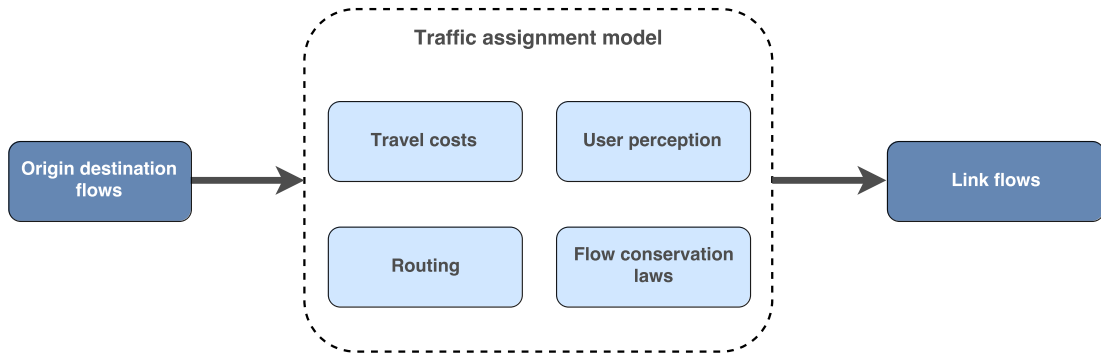 Traffic assignment model
Origin destination
flows
Travel costs
User perception
Routing
Flow conservation
laws
Link flows